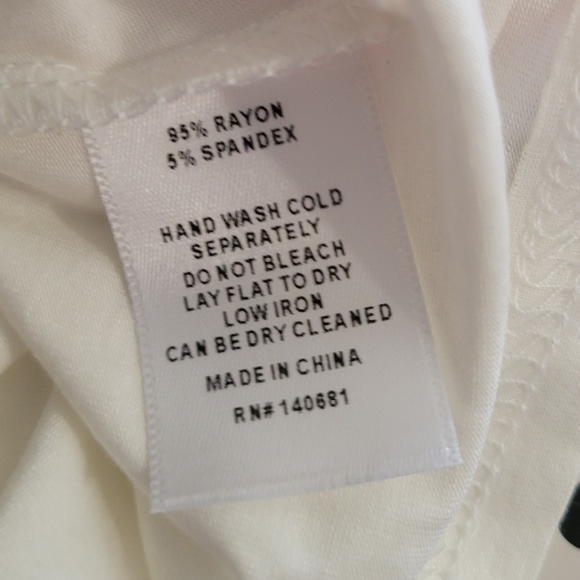 95% RAYON
5% SPANDEX
HAND WASH COLD
SEPARATELY
DO NOT BLEACH
LAY FLAT TO DRY
LOW IRON
CAN BE DRY CLEANED
MADE IN CHINA
RN# 140681